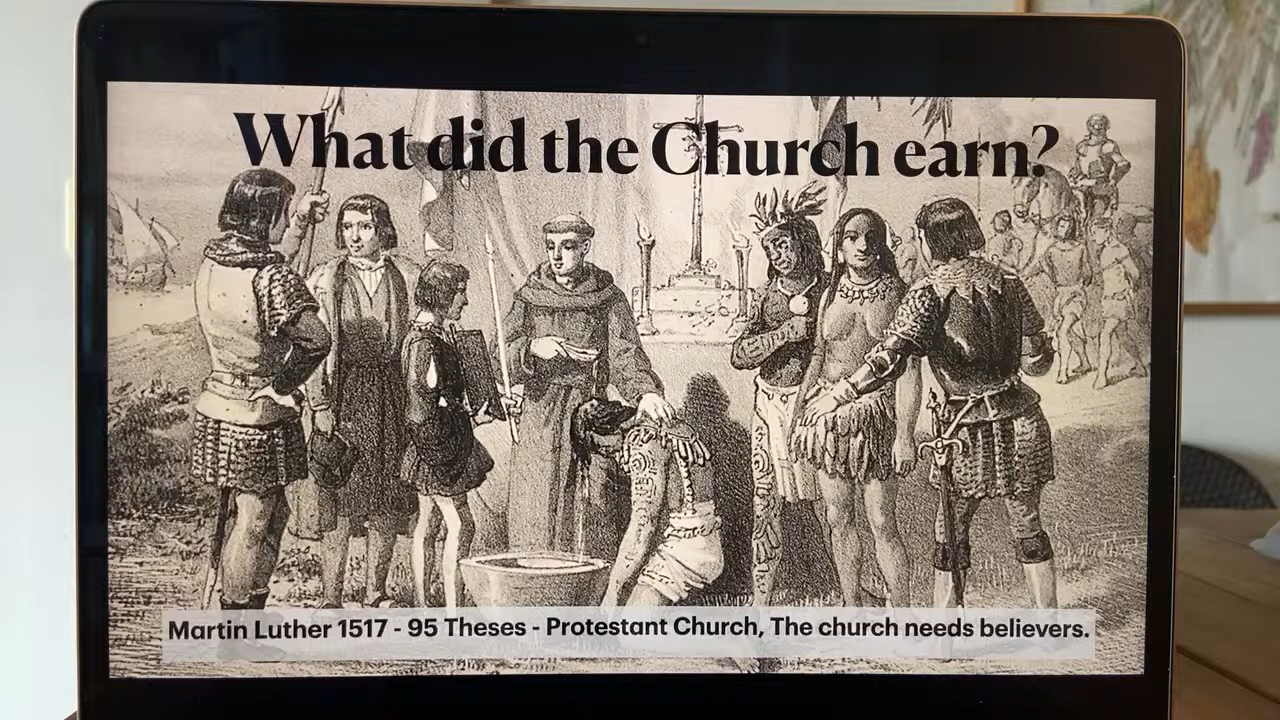 What did the Church earn?
Martin Luther 1517 - 95 Theses - Protestant Church, The church needs believers.